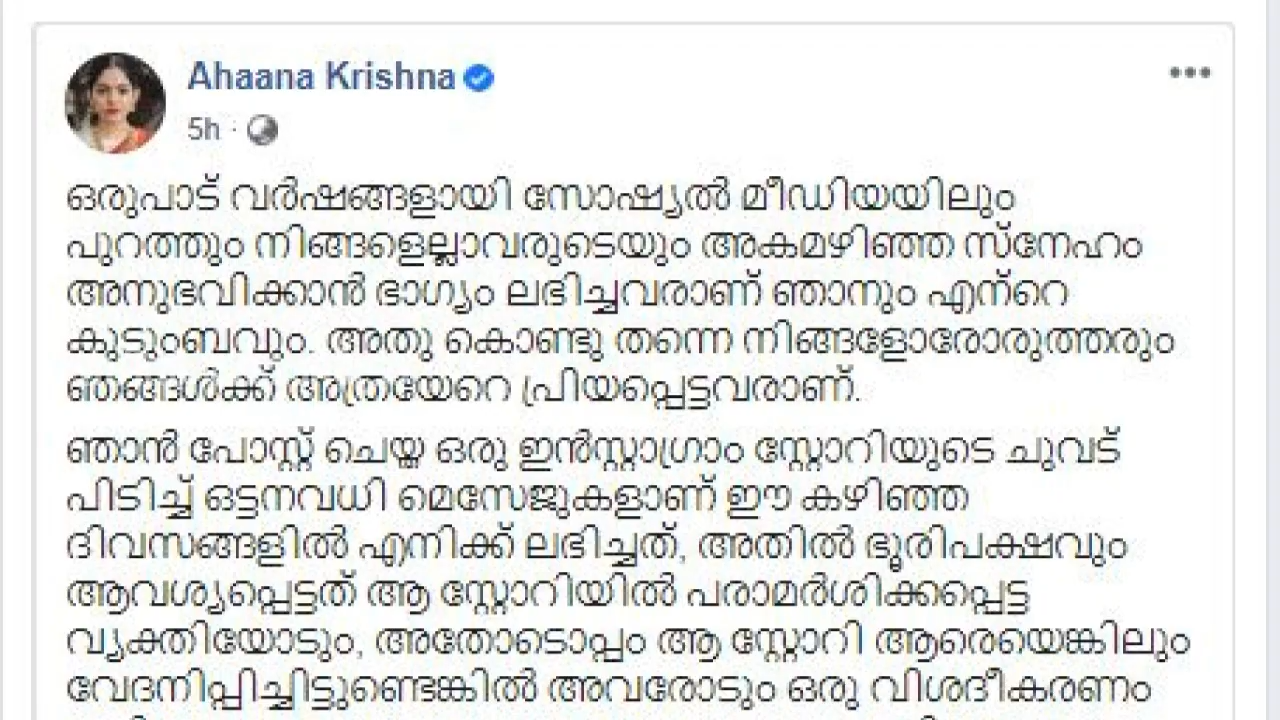 Ahaana Krishna
5h ·
ഒരുപാട് വർഷങ്ങളായി സോഷ്യൽ മീഡിയയിലും
പുറത്തും നിങ്ങളെല്ലാവരുടെയും അകമഴിഞ്ഞ സ്നേഹം
അനുഭവിക്കാൻ ഭാഗ്യം ലഭിച്ചവരാണ് ഞാനും എന്റെ
കുടുംബവും. അതു കൊണ്ടു തന്നെ നിങ്ങളോരോരുത്തരും
ഞങ്ങൾക്ക് അത്രയേറെ പ്രിയപ്പെട്ടവരാണ്.
ഞാൻ പോസ്റ്റ് ചെയ്ത ഒരു ഇൻസ്റ്റാഗ്രാം സ്റ്റോറിയുടെ ചുവട്
പിടിച്ച് ഒട്ടനവധി മെസേജുകളാണ് ഈ കഴിഞ്ഞ
ദിവസങ്ങളിൽ എനിക്ക് ലഭിച്ചത്, അതിൽ ഭൂരിപക്ഷവും
ആവശ്യപ്പെട്ടത് ആ സ്റ്റോറിയിൽ പരാമർശിക്കപ്പെട്ട
വ്യക്തിയോടും, അതോടൊപ്പം ആ സ്റ്റോറി ആരെയെങ്കിലും
വേദനിപ്പിച്ചിട്ടുണ്ടെങ്കിൽ അവരോടും ഒരു വിശദീകരണം